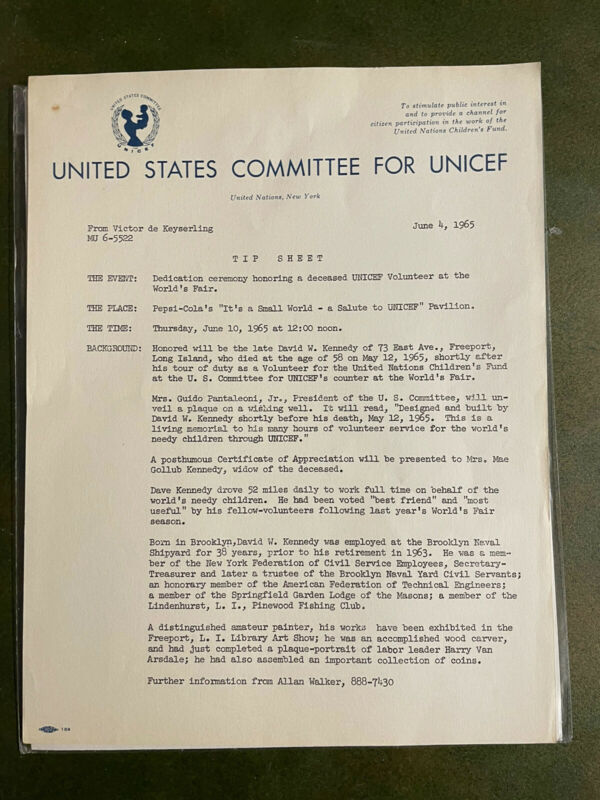 UNITED STATES COMMITTEE
UNICEF
To stimulate public interest in
and to provide a channel for
citizen participation in the work of the
United Nations Children's Fund.
UNITED STATES COMMITTEE FOR UNICEF
United Nations, New York
From Victor de Keyserling
MU 6-5522
June 4, 1965
TIP SHEET
THE EVENT: Dedication ceremony honoring a deceased UNICEF Volunteer at the
World's Fair.
THE PLACE: Pepsi-Cola's "It's a Small World - a Salute to UNICEF" Pavilion.
THE TIME: Thursday, June 10, 1965 at 12:00 noon.
BACKGROUND: Honored will be the late David W. Kennedy of 73 East Ave., Freeport,
Long Island, who died at the age of 58 on May 12, 1965, shortly after
his tour of duty as a Volunteer for the United Nations Children's Fund
at the U. S. Committee for UNICEF's counter at the World's Fair.
Mrs. Guido Pantaleoni, Jr., President of the U. S. Committee, will un-
veil a plaque on a wishing well. It will read, "Designed and built by
David W. Kennedy shortly before his death, May 12, 1965. This is a
living memorial to his many hours of volunteer service for the world's
needy children through UNICEF."
A posthumous Certificate of Appreciation will be presented to Mrs. Mae
Gollub Kennedy, widow of the deceased.
Dave Kennedy drove 52 miles daily to work full time on behalf of the
world's needy children. He had been voted "best friend" and "most
useful" by his fellow-volunteers following last year's World's Fair
season.
Born in Brooklyn,David W. Kennedy was employed at the Brooklyn Naval
Shipyard for 38 years, prior to his retirement in 1963. He was a mem-
ber of the New York Federation of Civil Service Employees, Secretary-
Treasurer and later a trustee of the Brooklyn Naval Yard Civil Servants;
an honorary member of the American Federation of Technical Engineers;
a member of the Springfield Garden Lodge of the Masons; a member of the
Lindenhurst, L. I., Pinewood Fishing Club.
A distinguished amateur painter, his works have been exhibited in the
Freeport, L. I. Library Art Show; he was an accomplished wood carver,
and had just completed a plaque-portrait of labor leader Harry Van
Arsdale; he had also assembled an important collection of coins.
Further information from Allan Walker, 888-7430